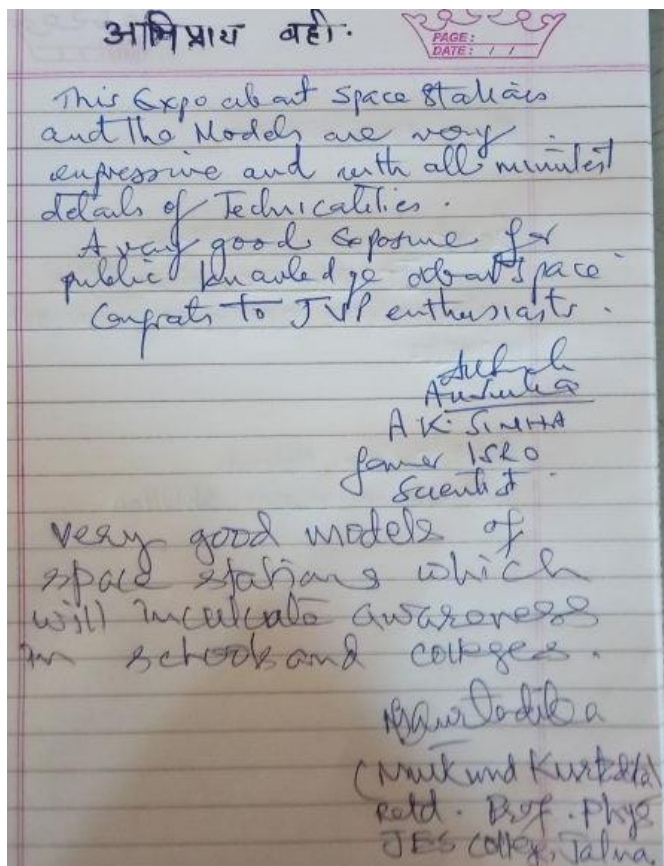 अभिप्राय वही.
PAGE:
DATE: / /
This Expo about Space Stations
and the Models are very
expressive and with all minutest
details of Technicalities.
A very good Exposure for
public knowledge about space
Congrats to JVP enthusiasts.
A.K. SINHA
former ISRO
Scientist.
very good models of
space stations which
will inculcate awareness
in schools and colleges.
(Mukund
Retd. Prof. Phys
JES College, Jalna